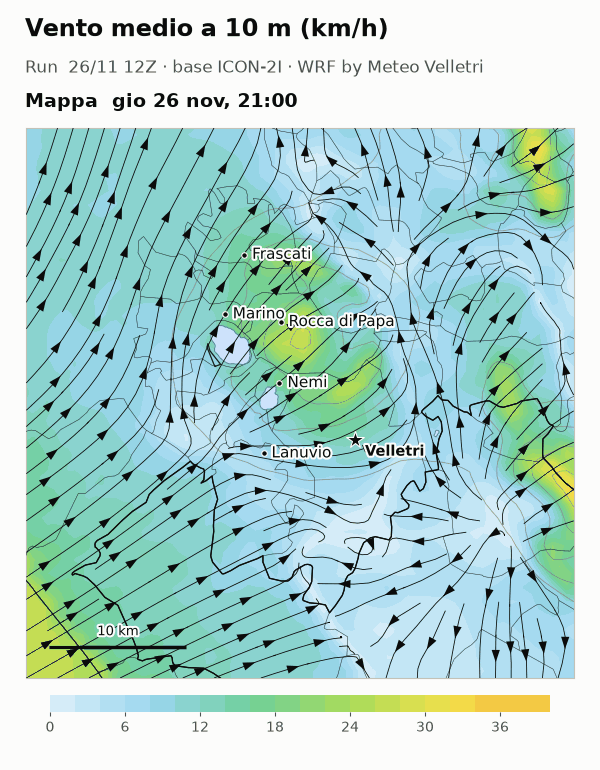 Vento medio a 10 m (km/h)
Run  26/11 12Z · base ICON-2I · WRF by Meteo Velletri
Mappa  gio 26 nov, 21:00
Frascati
Marino
Rocca di Papa
Nemi
Velletri
Lanuvio
10 km
0 6 12 18 24 30 36